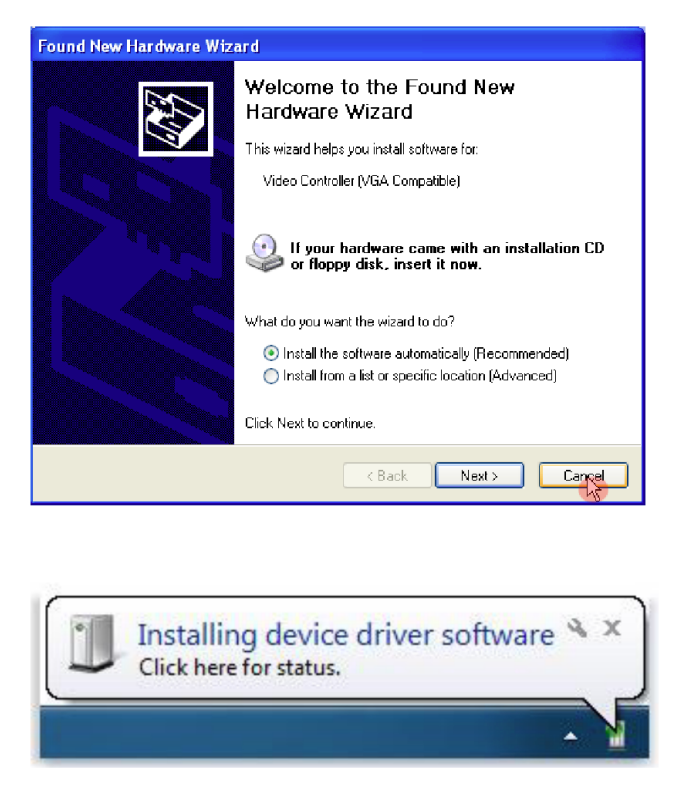 Found New Hardware Wizard
Welcome to the Found New
Hardware Wizard
This wizard helps you install software for:
Video Controller (VGA Compatible)
If your hardware came with an installation CD
or floppy disk, insert it now.
What do you want the wizard to do?
Install the software automatically (Recommended)
Install from a list or specific location (Advanced)
Click Next to continue.
< Back Next > Cancel
Installing device driver software
Click here for status.